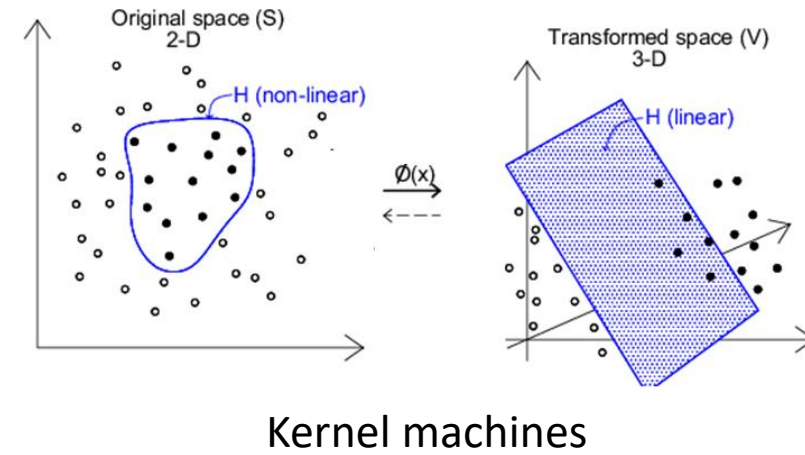 Original space (S)
2-D
H (non-linear)
Ø(x)
Transformed space (V)
3-D
H (linear)
Kernel machines